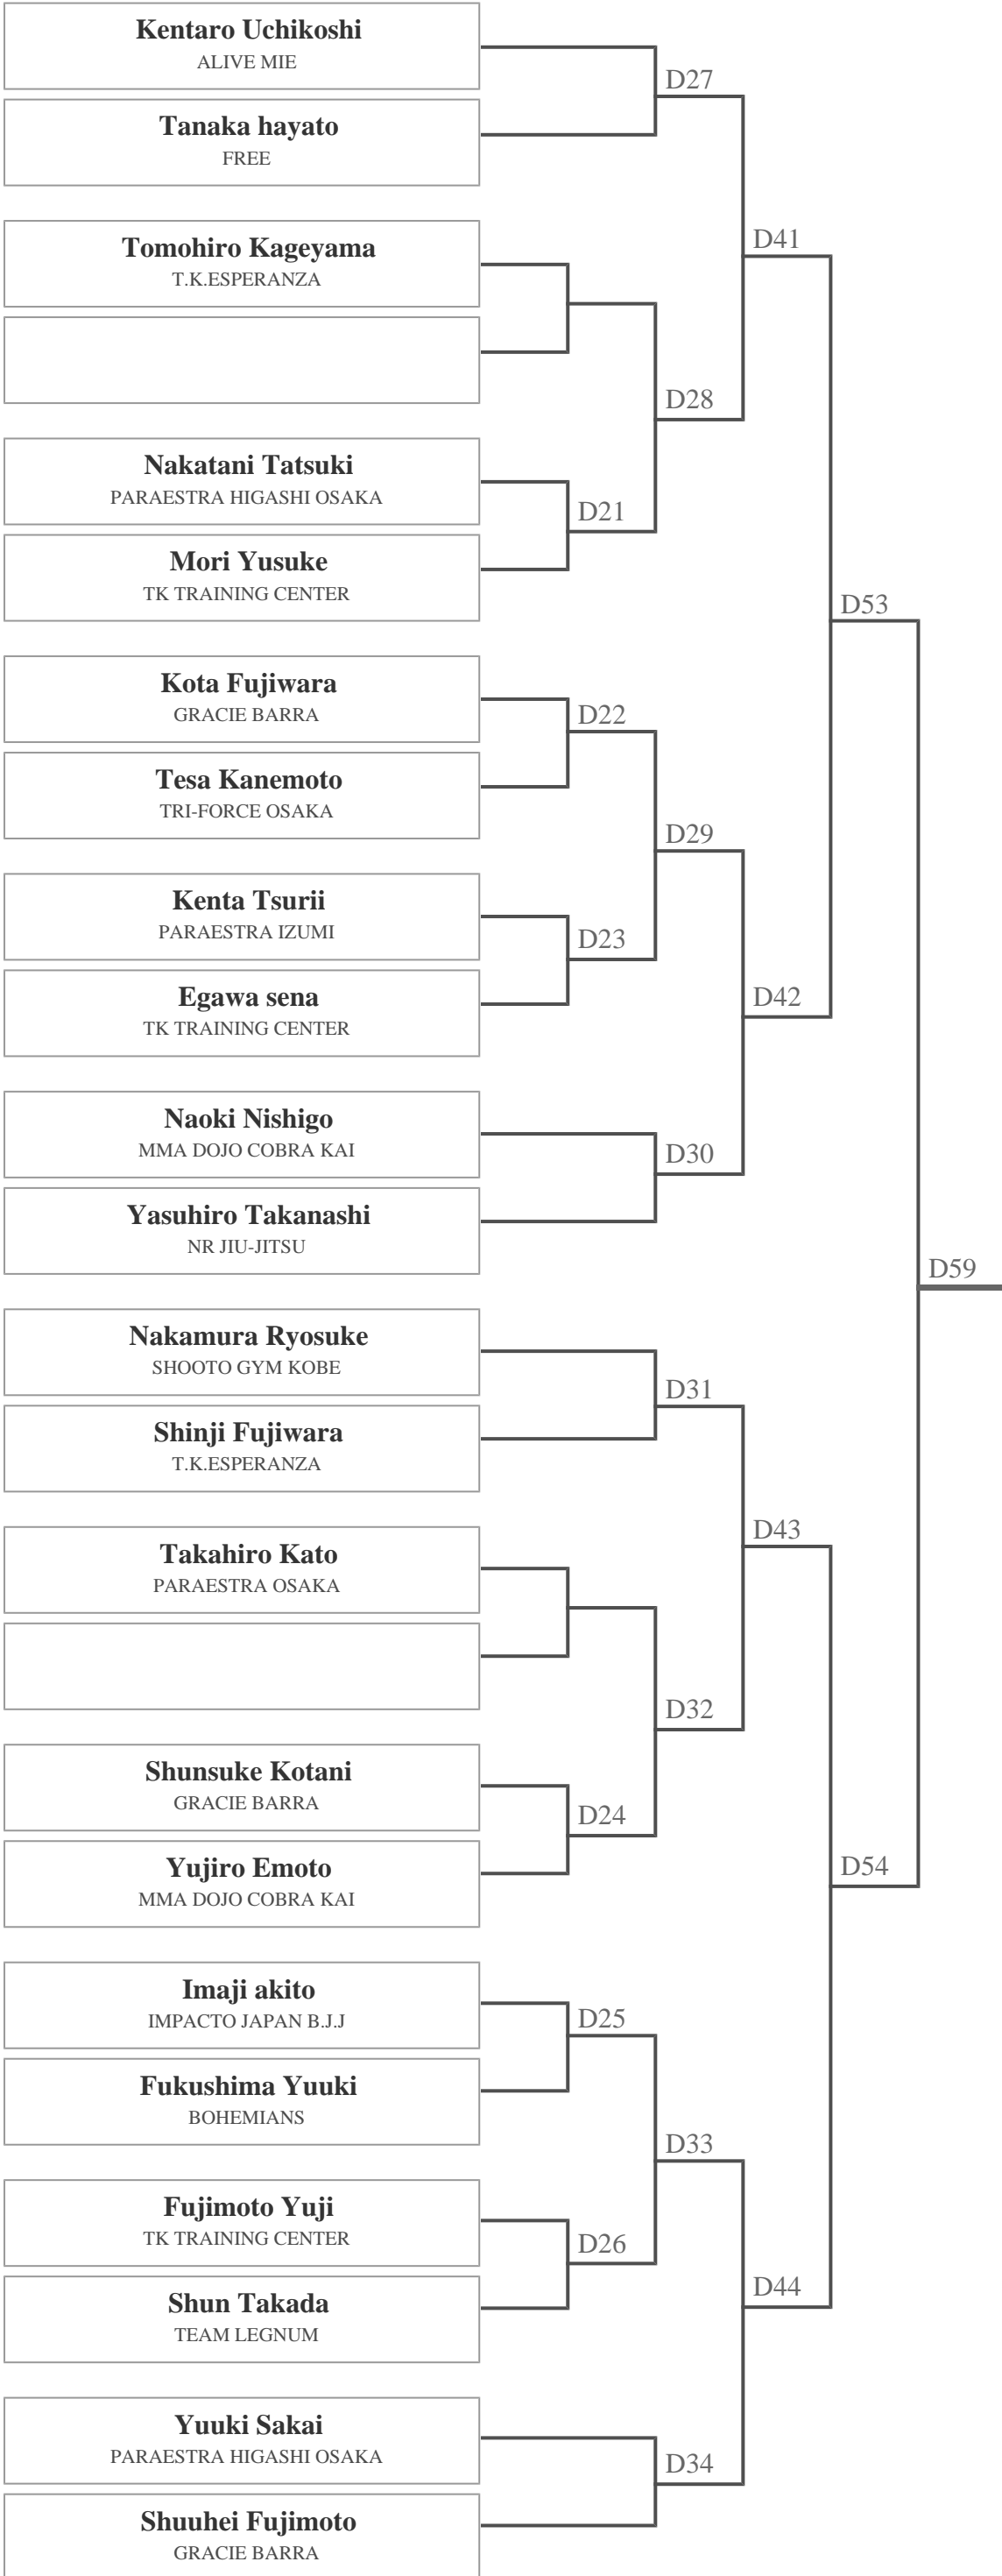 Kentaro Uchikoshi
ALIVE MIE
D27
Tanaka hayato
FREE
Tomohiro Kageyama
T.K.ESPERANZA
D41
D28
Nakatani Tatsuki
PARAESTRA HIGASHI OSAKA
D21
Mori Yusuke
TK TRAINING CENTER
D53
Kota Fujiwara
GRACIE BARRA
D22
Tesa Kanemoto
TRI-FORCE OSAKA
D29
Kenta Tsurii
PARAESTRA IZUMI
D23
Egawa sena
TK TRAINING CENTER
D42
Naoki Nishigo
MMA DOJO COBRA KAI
D30
Yasuhiro Takanashi
NR JIU-JITSU
D59
Nakamura Ryosuke
SHOOTO GYM KOBE
D31
Shinji Fujiwara
T.K.ESPERANZA
D43
Takahiro Kato
PARAESTRA OSAKA
D32
Shunsuke Kotani
GRACIE BARRA
D24
Yujiro Emoto
MMA DOJO COBRA KAI
D54
Imaji akito
IMPACTO JAPAN B.J.J
D25
Fukushima Yuuki
BOHEMIANS
D33
Fujimoto Yuji
TK TRAINING CENTER
D26
Shun Takada
TEAM LEGNUM
D44
Yuuki Sakai
PARAESTRA HIGASHI OSAKA
D34
Shuuhei Fujimoto
GRACIE BARRA